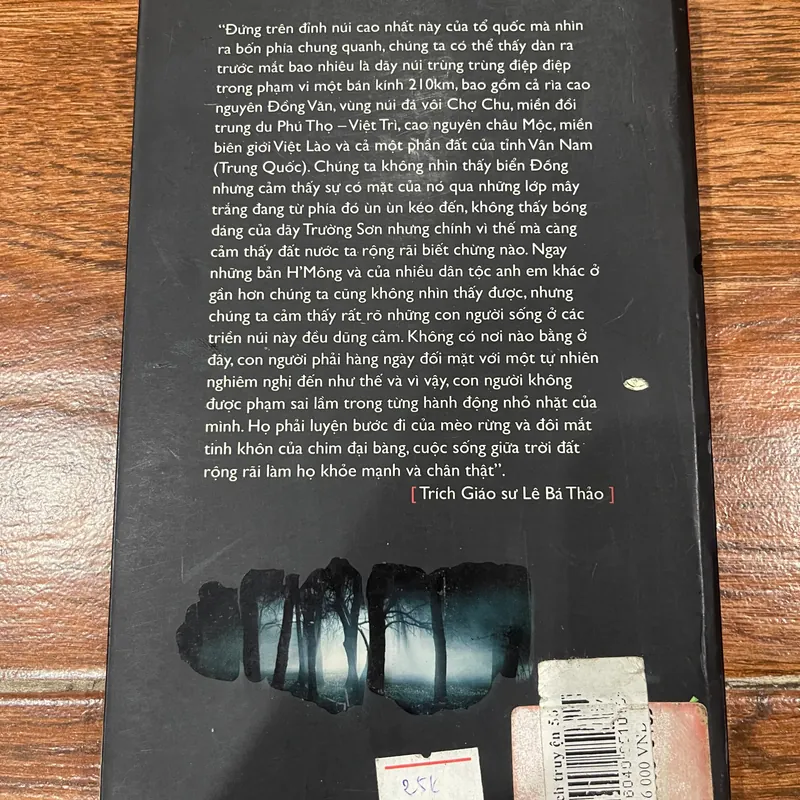 “Đứng trên đỉnh núi cao nhất này của tổ quốc mà nhìn
ra bốn phía chung quanh, chúng ta có thể thấy dàn ra
trước mắt bao nhiêu là dãy núi trùng trùng điệp điệp
trong phạm vi một bán kính 210km, bao gồm cả rìa cao
nguyên Đồng Văn, vùng núi đá vôi Chợ Chu, miền đồi
trung du Phú Thọ – Việt Trì, cao nguyên châu Mộc, miền
biên giới Việt Lào và cả một phần đất của tỉnh Vân Nam
(Trung Quốc). Chúng ta không nhìn thấy biển Đông
nhưng cảm thấy sự có mặt của nó qua những lớp mây
trắng đang từ phía đó ùn ùn kéo đến, không thấy bóng
dáng của dãy Trường Sơn nhưng chính vì thế mà càng
cảm thấy đất nước ta rộng rãi biết chừng nào. Ngay
những bản H’Mông và của nhiều dân tộc anh em khác ở
gần hơn chúng ta cũng không nhìn thấy được, nhưng
chúng ta cảm thấy rất rõ những con người sống ở các
triền núi này đều dũng cảm. Không có nơi nào bằng ở
đây, con người phải hàng ngày đối mặt với một tự nhiên
nghiêm nghị đến như thế và vì vậy, con người không
được phạm sai lầm trong từng hành động nhỏ nhặt của
mình. Họ phải luyện bước đi của mèo rừng và đôi mắt
tinh khôn của chim đại bàng, cuộc sống giữa trời đất
rộng rãi làm họ khỏe mạnh và chân thật”.
[ Trích Giáo sư Lê Bá Thảo ]
25k
ch truyện
6.000 VN